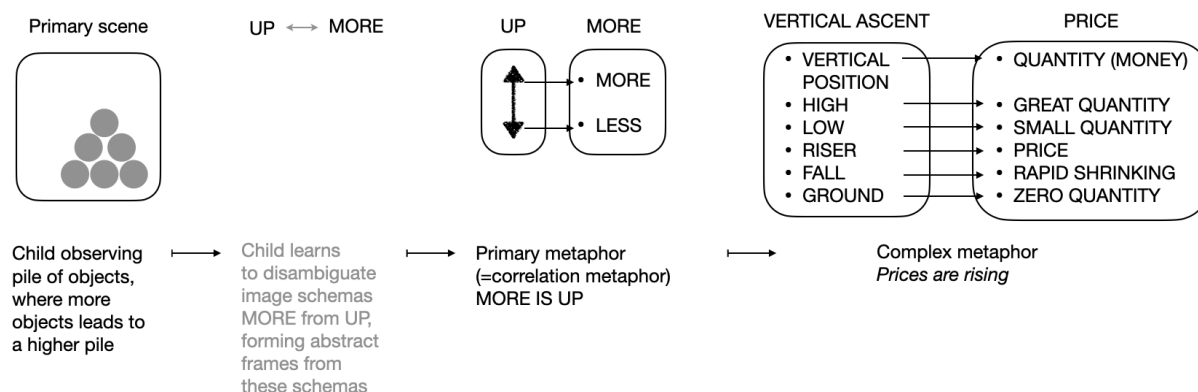 Primary scene
UP MORE
UP MORE
MORE
LESS
VERTICAL ASCENT PRICE
• VERTICAL POSITION
• HIGH
• LOW
• RISER
• FALL
• GROUND
• QUANTITY (MONEY)
• GREAT QUANTITY
• SMALL QUANTITY
• PRICE
• RAPID SHRINKING
• ZERO QUANTITY
Child observing
pile of objects,
where more
objects leads to
a higher pile
Child learns
to disambiguate
image schemas
MORE from UP,
forming abstract
frames from
these schemas
Primary metaphor
(=correlation metaphor)
MORE IS UP
Complex metaphor
Prices are rising